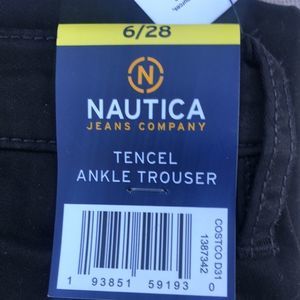 6/28
N
NAUTICA
JEANS COMPANY
TENCEL
ANKLE TROUSER
COSTCO D31
1387342
1 93851 59193 0